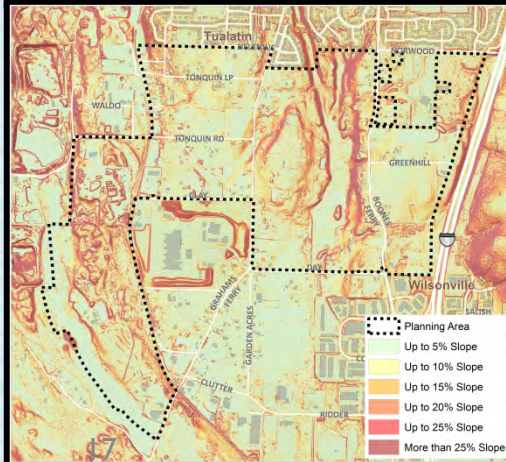 Tualatin
NORWOOD
TONQUIN LP
WALDO
TONQUIN RD
GREENHILL
CLAY
BOONES
FERRY
DAY
GRAHAMS
FERRY
GARDEN ACRES
Wilsonville
SALISH
CLUTTER
RIDDER
17
Planning Area
Up to 5% Slope
Up to 10% Slope
Up to 15% Slope
Up to 20% Slope
Up to 25% Slope
More than 25% Slope